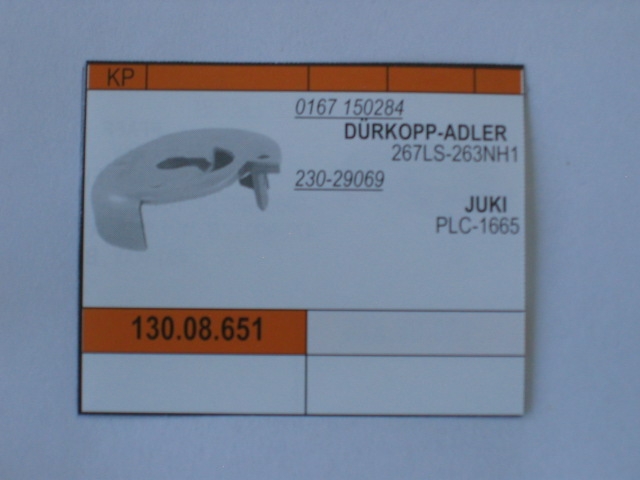 KP
0167 150284
DÜRKOPP-ADLER
267LS-263NH1
230-29069
JUKI
PLC-1665
130.08.651